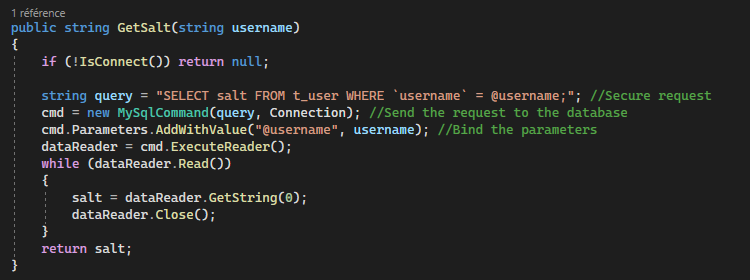 1 référence
public string GetSalt(string username)
{
if (!IsConnect()) return null;
string query = "SELECT salt FROM t_user WHERE `username` = @username;"; //Secure request
cmd = new MySqlCommand(query, Connection); //Send the request to the database
cmd.Parameters.AddWithValue("@username", username); //Bind the parameters
dataReader = cmd.ExecuteReader();
while (dataReader.Read())
{
salt = dataReader.GetString(0);
dataReader.Close();
}
return salt;
}